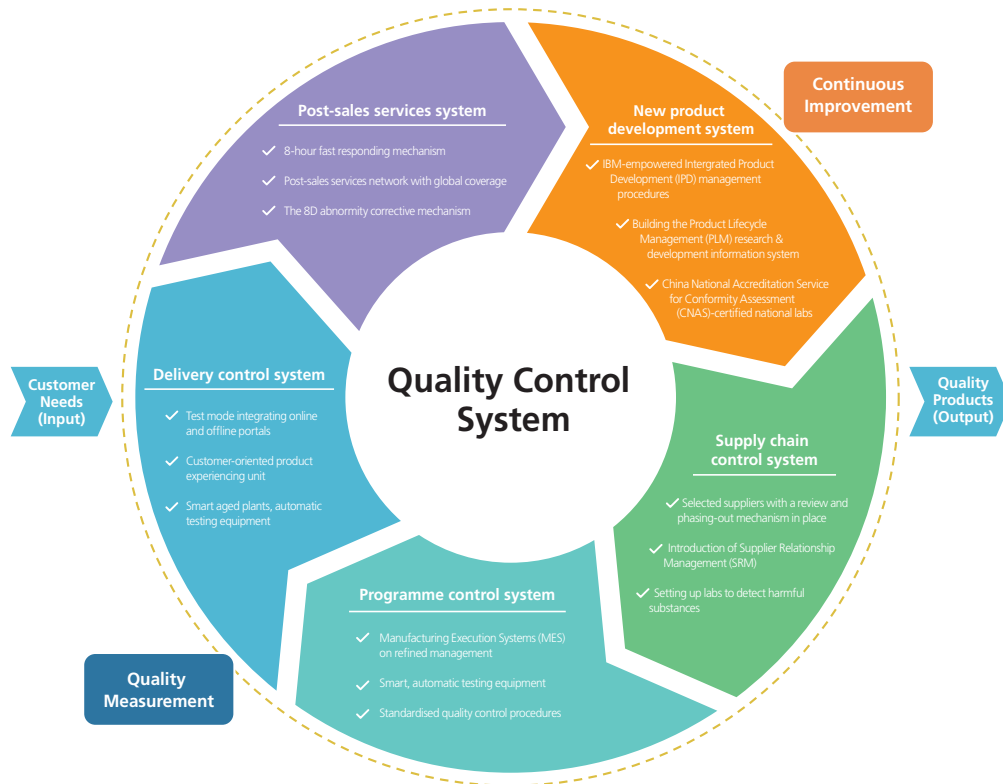 Continuous
Improvement
Post-sales services system
8-hour fast responding mechanism
Post-sales services network with global coverage
The 8D abnormity corrective mechanism
New product
development system
IBM-empowered Intergrated Product
Development (IPD) management
procedures
Building the Product Lifecycle
Management (PLM) research &
development information system
China National Accreditation Service
for Conformity Assessment
(CNAS)-certified national labs
Customer
Needs
(Input)
Delivery control system
Test mode integrating online
and offline portals
Customer-oriented product
experiencing unit
Smart aged plants, automatic
testing equipment
Quality Control
System
Quality
Products
(Output)
Supply chain
control system
Selected suppliers with a review and
phasing-out mechanism in place
Introduction of Supplier Relationship
Management (SRM)
Setting up labs to detect harmful
substances
Programme control system
Manufacturing Execution Systems (MES)
on refined management
Smart, automatic testing equipment
Standardised quality control procedures
Quality
Measurement